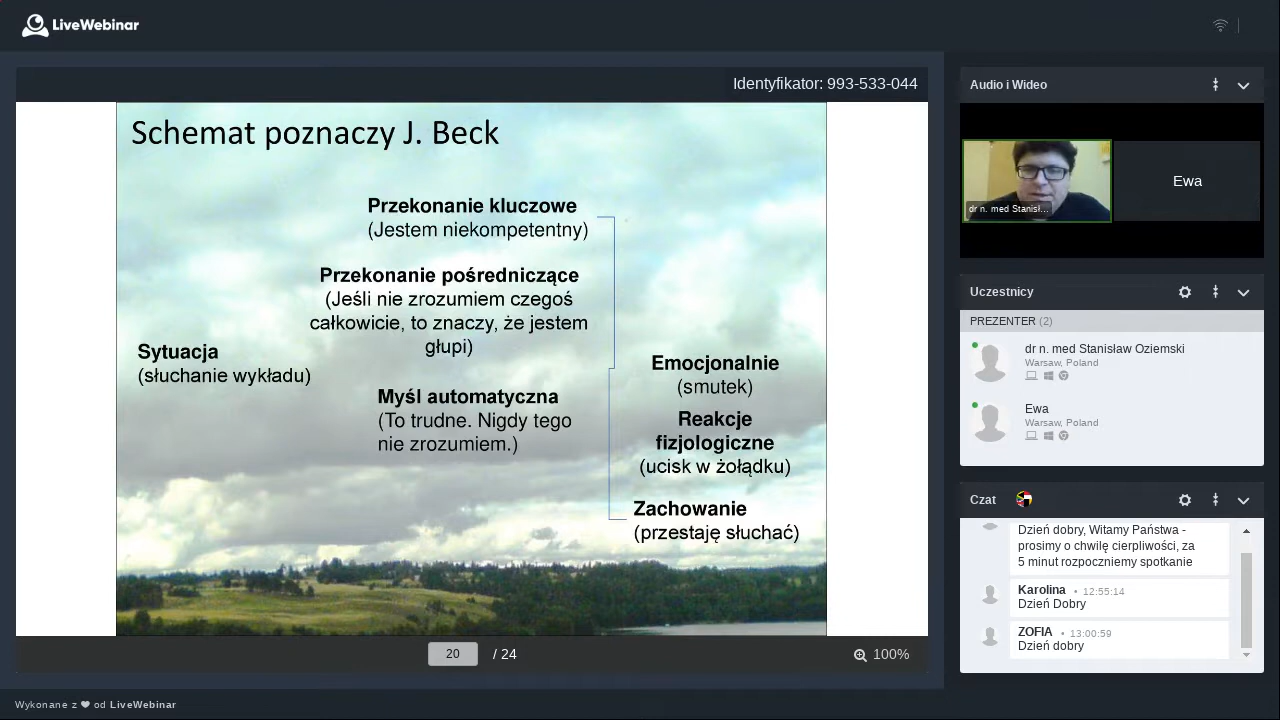 LiveWebinar
Identyfikator: 993-533-044
Schemat poznaczy J. Beck
Przekonanie kluczowe
(Jestem niekompetentny)
Przekonanie pośredniczące
(Jeśli nie zrozumiem czegoś
całkowicie, to znaczy, że jestem
głupi)
Sytuacja
(słuchanie wykładu)
Myśl automatyczna
(To trudne. Nigdy tego
nie zrozumiem.)
Emocjonalnie
(smutek)
Reakcje
fizjologiczne
(ucisk w żołądku)
Zachowanie
(przestaję słuchać)
20 / 24
100%
Audio i Wideo
dr n. med Stanisł...
Ewa
Uczestnicy
PREZENTER (2)
dr n. med Stanisław Oziemski
Warsaw, Poland
Ewa
Warsaw, Poland
Czat
Dzień dobry, Witamy Państwa -
prosimy o chwilę cierpliwości, za
5 minut rozpoczniemy spotkanie
Karolina • 12:55:14
Dzień Dobry
ZOFIA • 13:00:59
Dzień dobry
Wykonane z ❤ od LiveWebinar